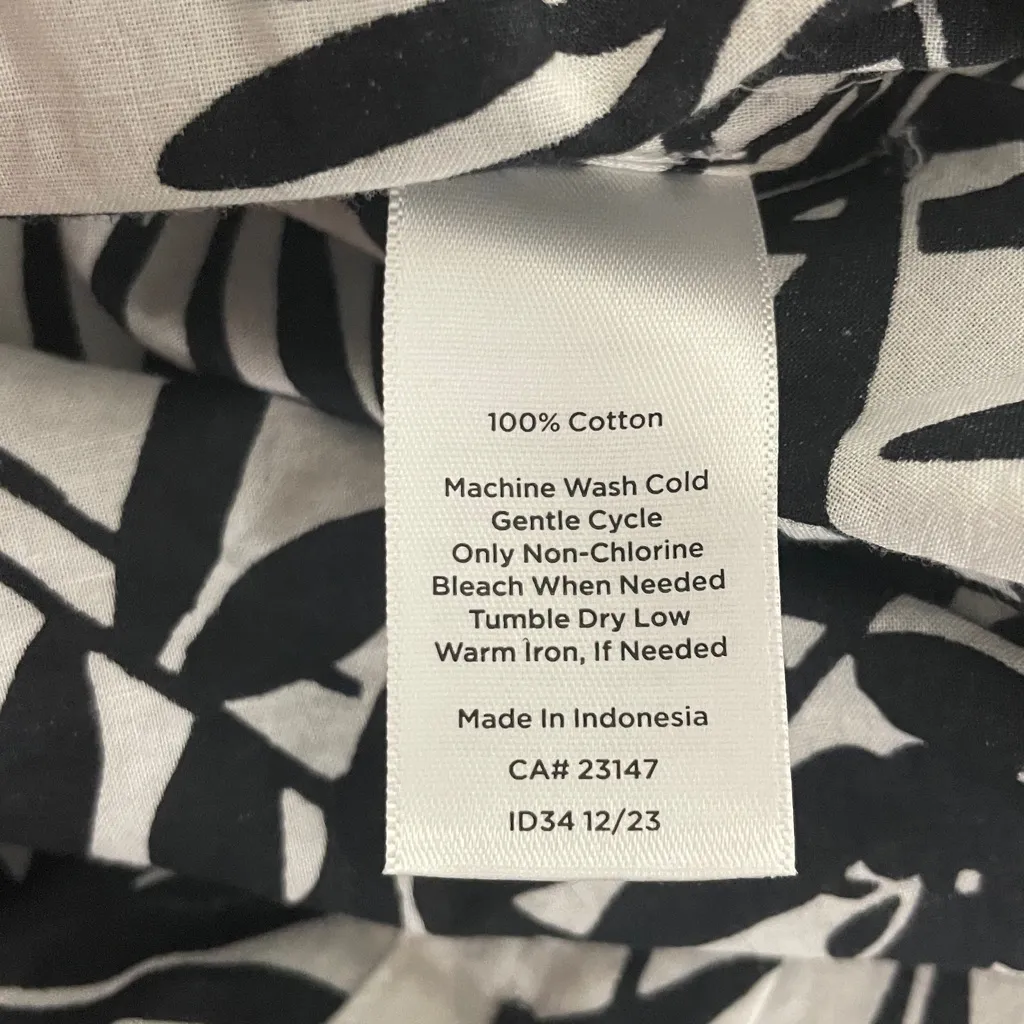 100% Cotton
Machine Wash Cold
Gentle Cycle
Only Non-Chlorine
Bleach When Needed
Tumble Dry Low
Warm Iron, If Needed
Made In Indonesia
CA# 23147
ID34 12/23